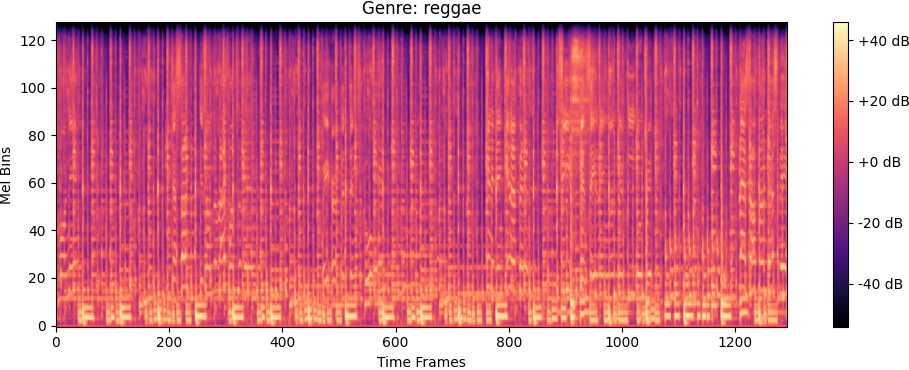 Genre: reggae
Mel Bins
120
100
80
60
40
20
0
0 200 400 600 800 1000 1200
Time Frames
+40 dB
+20 dB
+0 dB
-20 dB
-40 dB